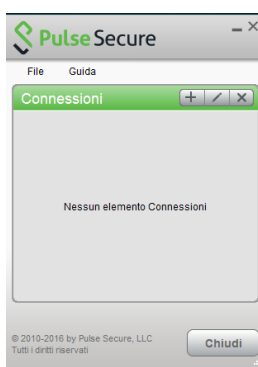 Pulse Secure
File Guida
Connessioni
Nessun elemento Connessioni
© 2010-2016 by Pulse Secure, LLC
Tutti i diritti riservati
Chiudi